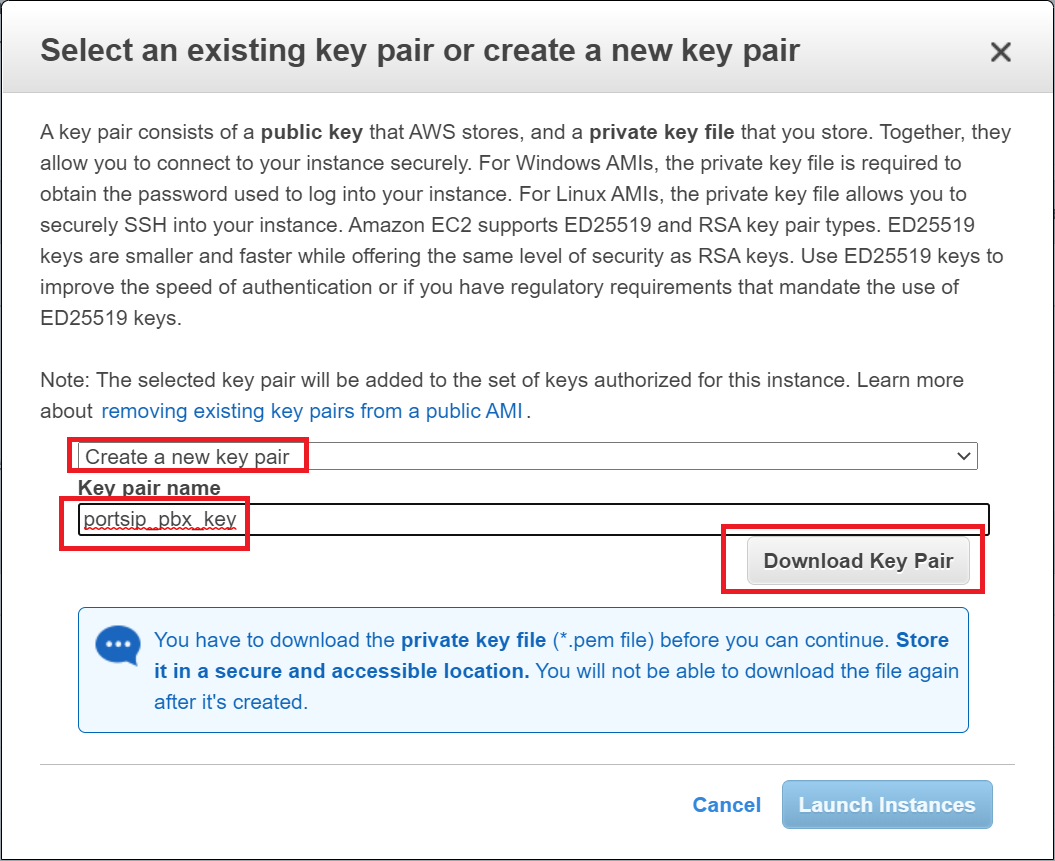 Select an existing key pair or create a new key pair
A key pair consists of a public key that AWS stores, and a private key file that you store. Together, they
allow you to connect to your instance securely. For Windows AMIs, the private key file is required to
obtain the password used to log into your instance. For Linux AMIs, the private key file allows you to
securely SSH into your instance. Amazon EC2 supports ED25519 and RSA key pair types. ED25519
keys are smaller and faster while offering the same level of security as RSA keys. Use ED25519 keys to
improve the speed of authentication or if you have regulatory requirements that mandate the use of
ED25519 keys.
Note: The selected key pair will be added to the set of keys authorized for this instance. Learn more
about removing existing key pairs from a public AMI .
Create a new key pair
Key pair name
portsip_pbx_key
Download Key Pair
You have to download the private key file (*.pem file) before you can continue. Store
it in a secure and accessible location. You will not be able to download the file again
after it's created.
Cancel Launch Instances